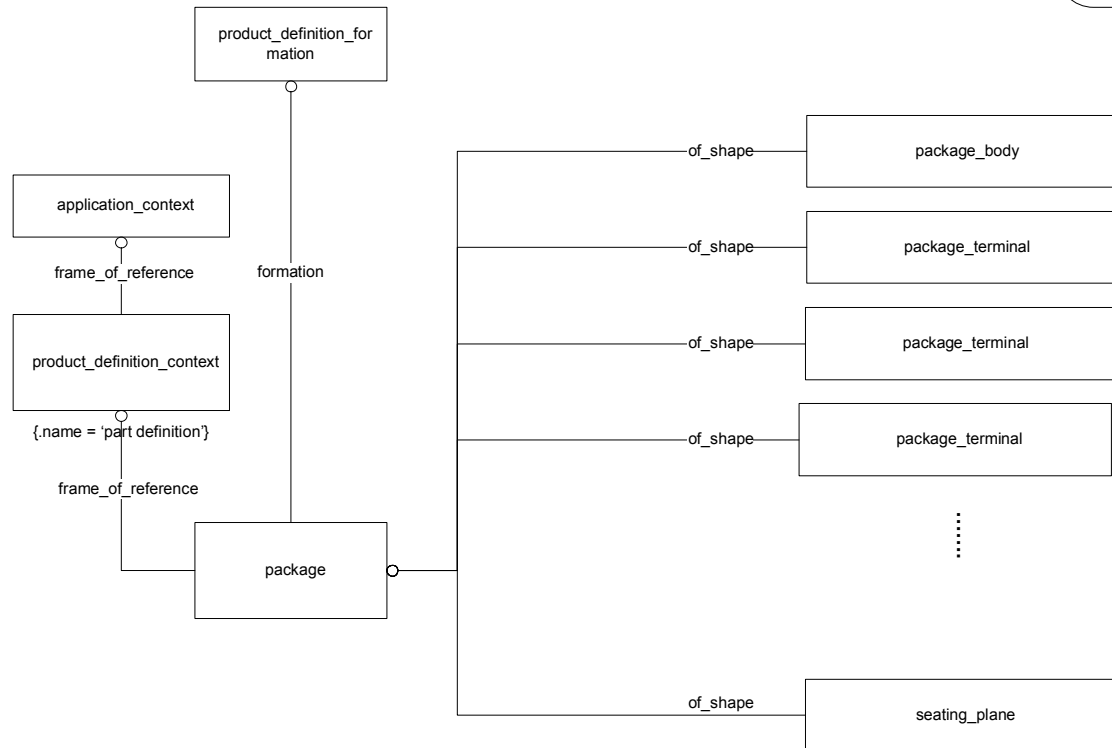 product_definition_for
mation
of_shape
package_body
application_context
of_shape
package_terminal
frame_of_reference
formation
of_shape
package_terminal
product_definition_context
{.name = ‘part definition’}
of_shape
package_terminal
frame_of_reference
package
of_shape
seating_plane